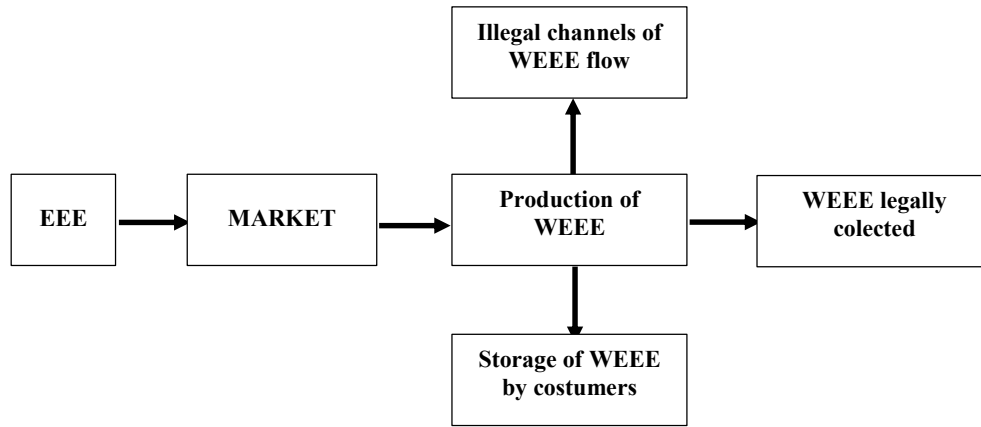 Illegal channels of
WEEE flow
EEE
MARKET
Production of
WEEE
WEEE legally
colected
Storage of WEEE
by costumers